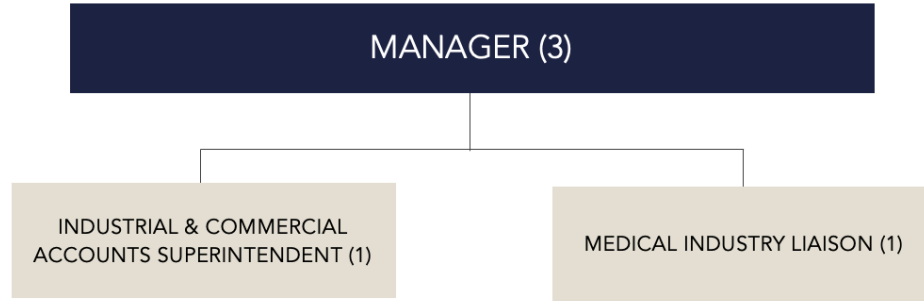 MANAGER (3)
INDUSTRIAL & COMMERCIAL
ACCOUNTS SUPERINTENDENT (1)
MEDICAL INDUSTRY LIAISON (1)